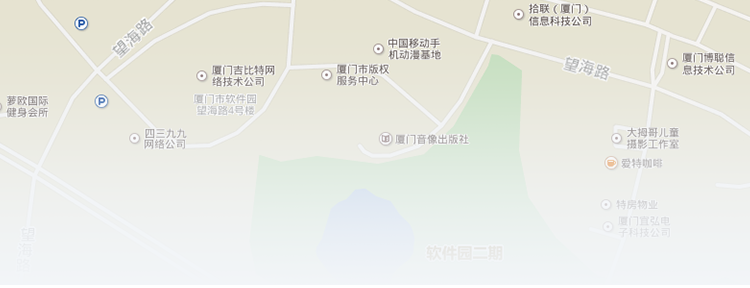 拾联（厦门）
信息科技公司
P
望海路
中国移动手
机动漫基地
望海路
厦门博聪信
息技术公司
厦门吉比特网
络技术公司
厦门市版权
服务中心
P
萝欧国际
健身会所
厦门市软件园
望海路4号楼
四三九九
网络公司
厦门音像出版社
大拇哥儿童
摄影工作室
爱特咖啡
特房物业
厦门宜弘电
子科技公司
软件园二期